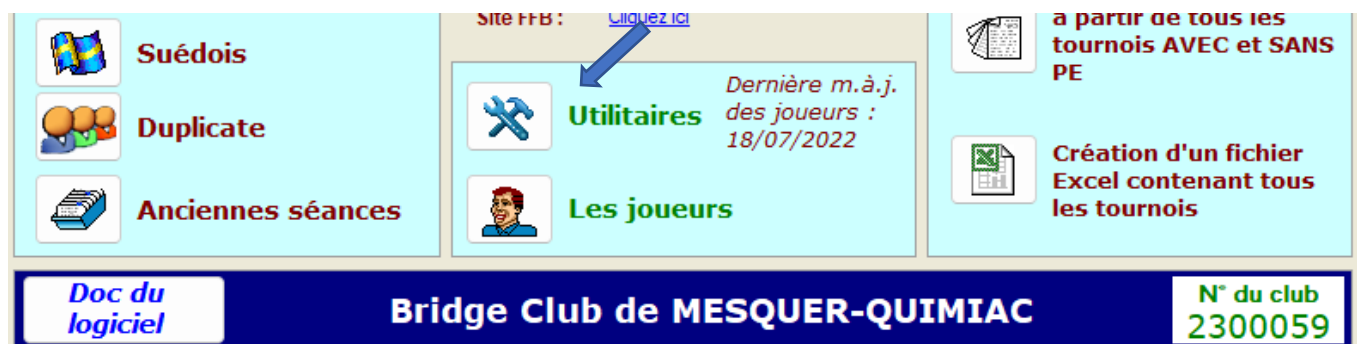 Suédois
Duplicate
Anciennes séances
Site FFB : Cliquez ici
Utilitaires
Dernière m.à.j.
des joueurs :
18/07/2022
Les joueurs
à partir de tous les
tournois AVEC et SANS
PE
Création d'un fichier
Excel contenant tous
les tournois
Doc du
logiciel
Bridge Club de MESQUER-QUIMIAC
N° du club
2300059